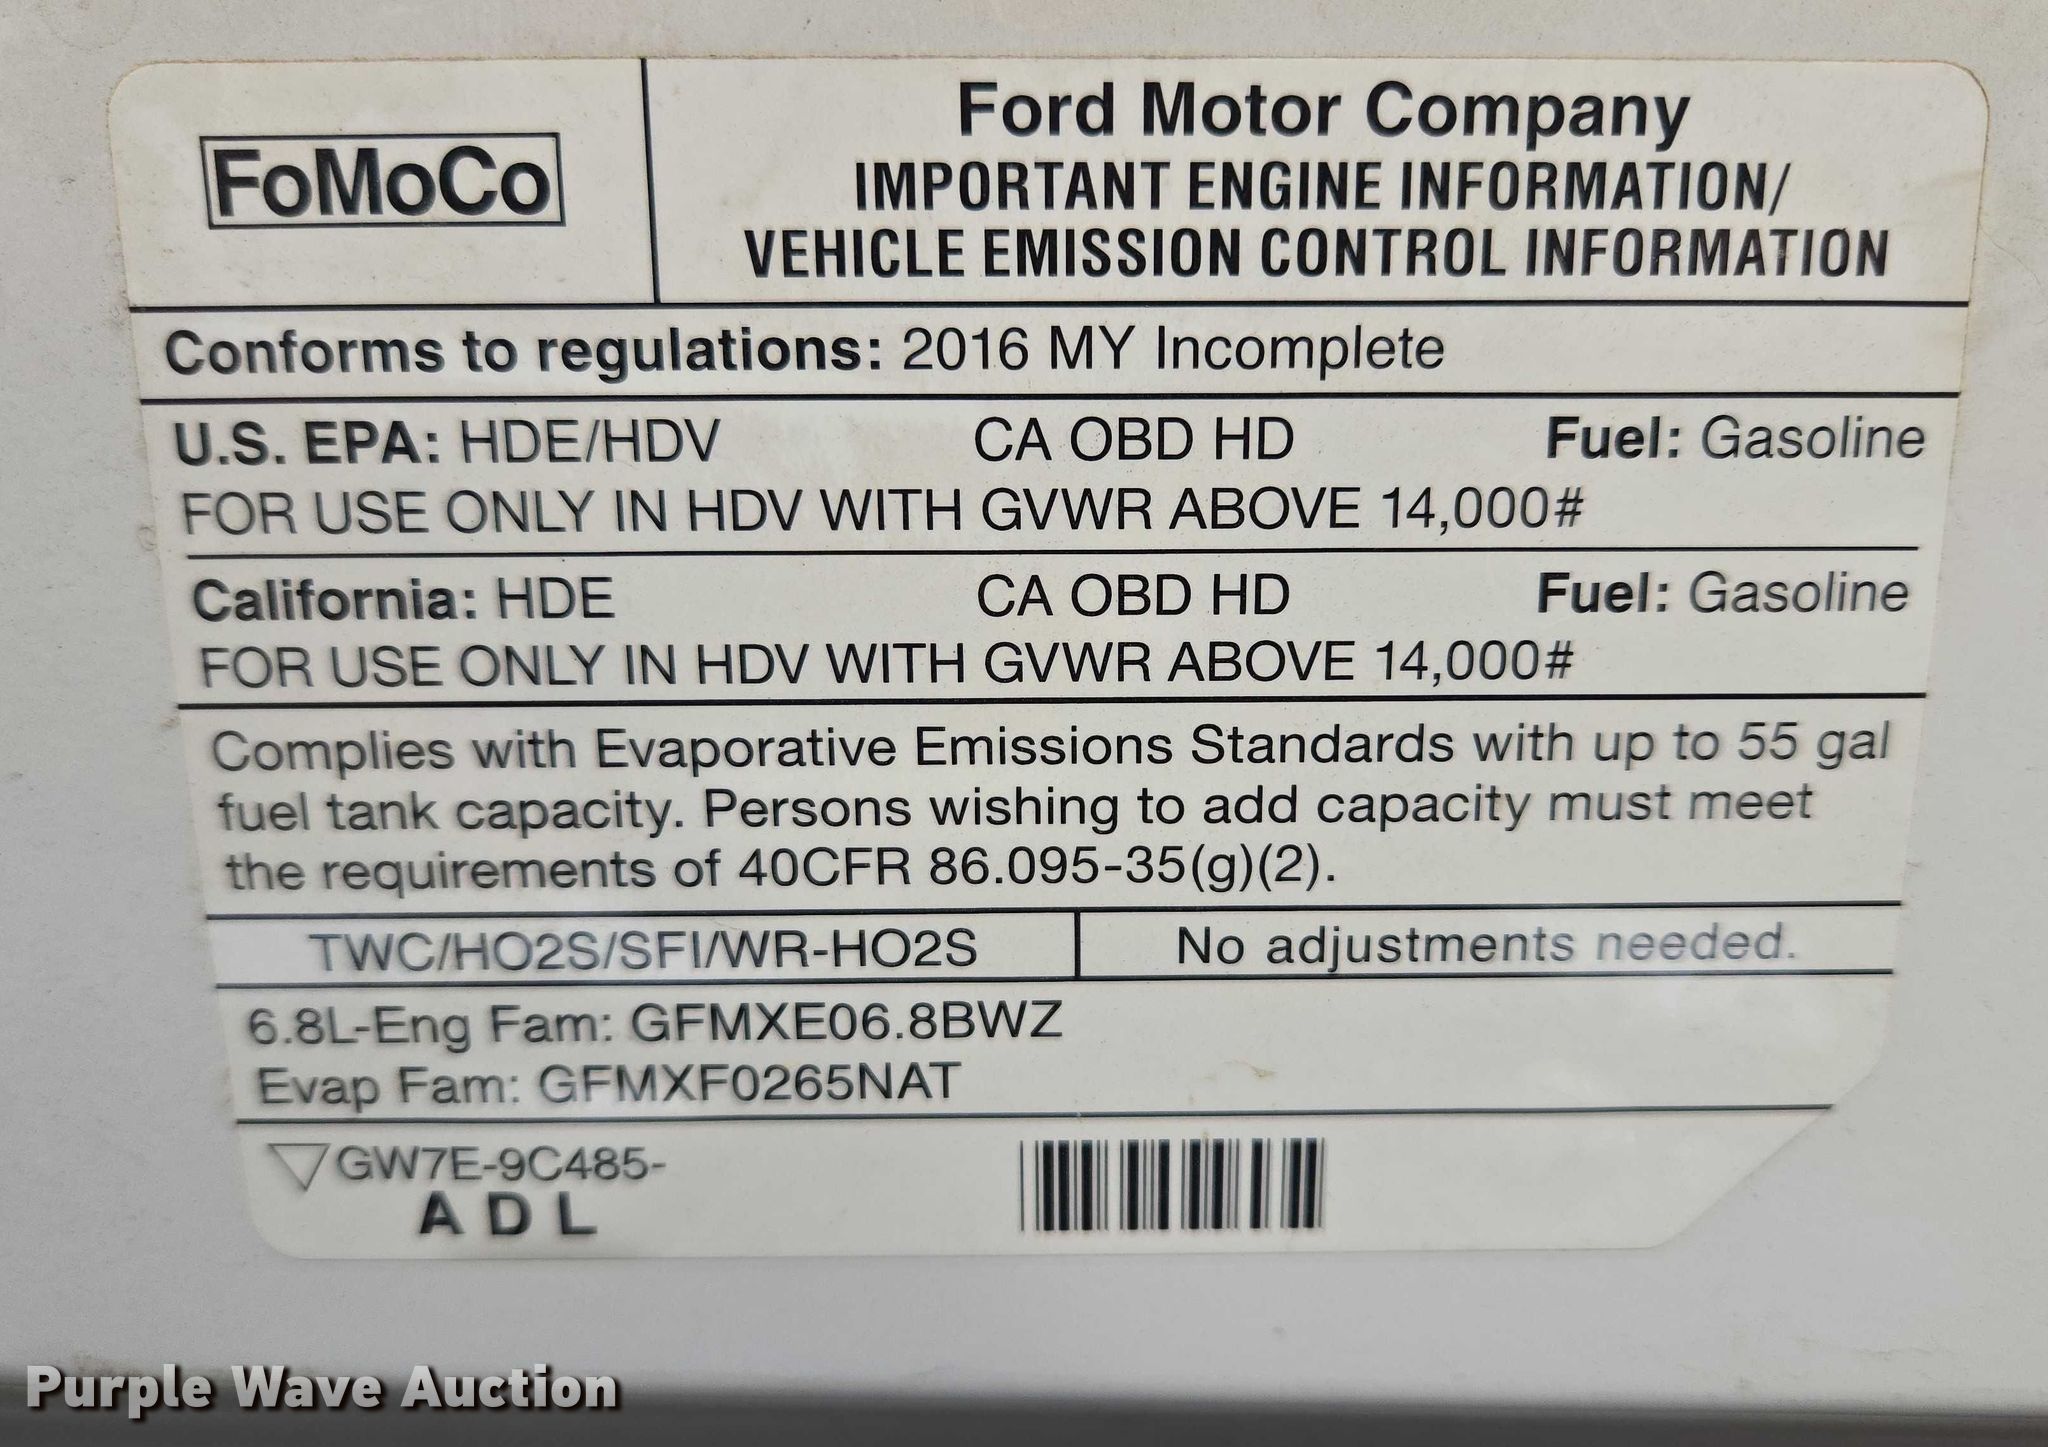 FoMoCo
Ford Motor Company
IMPORTANT ENGINE INFORMATION/
VEHICLE EMISSION CONTROL INFORMATION
Conforms to regulations: 2016 MY Incomplete
U.S. EPA: HDE/HDV CA OBD HD Fuel: Gasoline
FOR USE ONLY IN HDV WITH GVWR ABOVE 14,000#
California: HDE CA OBD HD Fuel: Gasoline
FOR USE ONLY IN HDV WITH GVWR ABOVE 14,000#
Complies with Evaporative Emissions Standards with up to 55 gal
fuel tank capacity. Persons wishing to add capacity must meet
the requirements of 40CFR 86.095-35(g)(2).
TWC/HO2S/SFI/WR-HO2S No adjustments needed.
6.8L-Eng Fam: GFMXE06.8BWZ
Evap Fam: GFMXF0265NAT
GW7E-9C485-
ADL
Purple Wave Auction